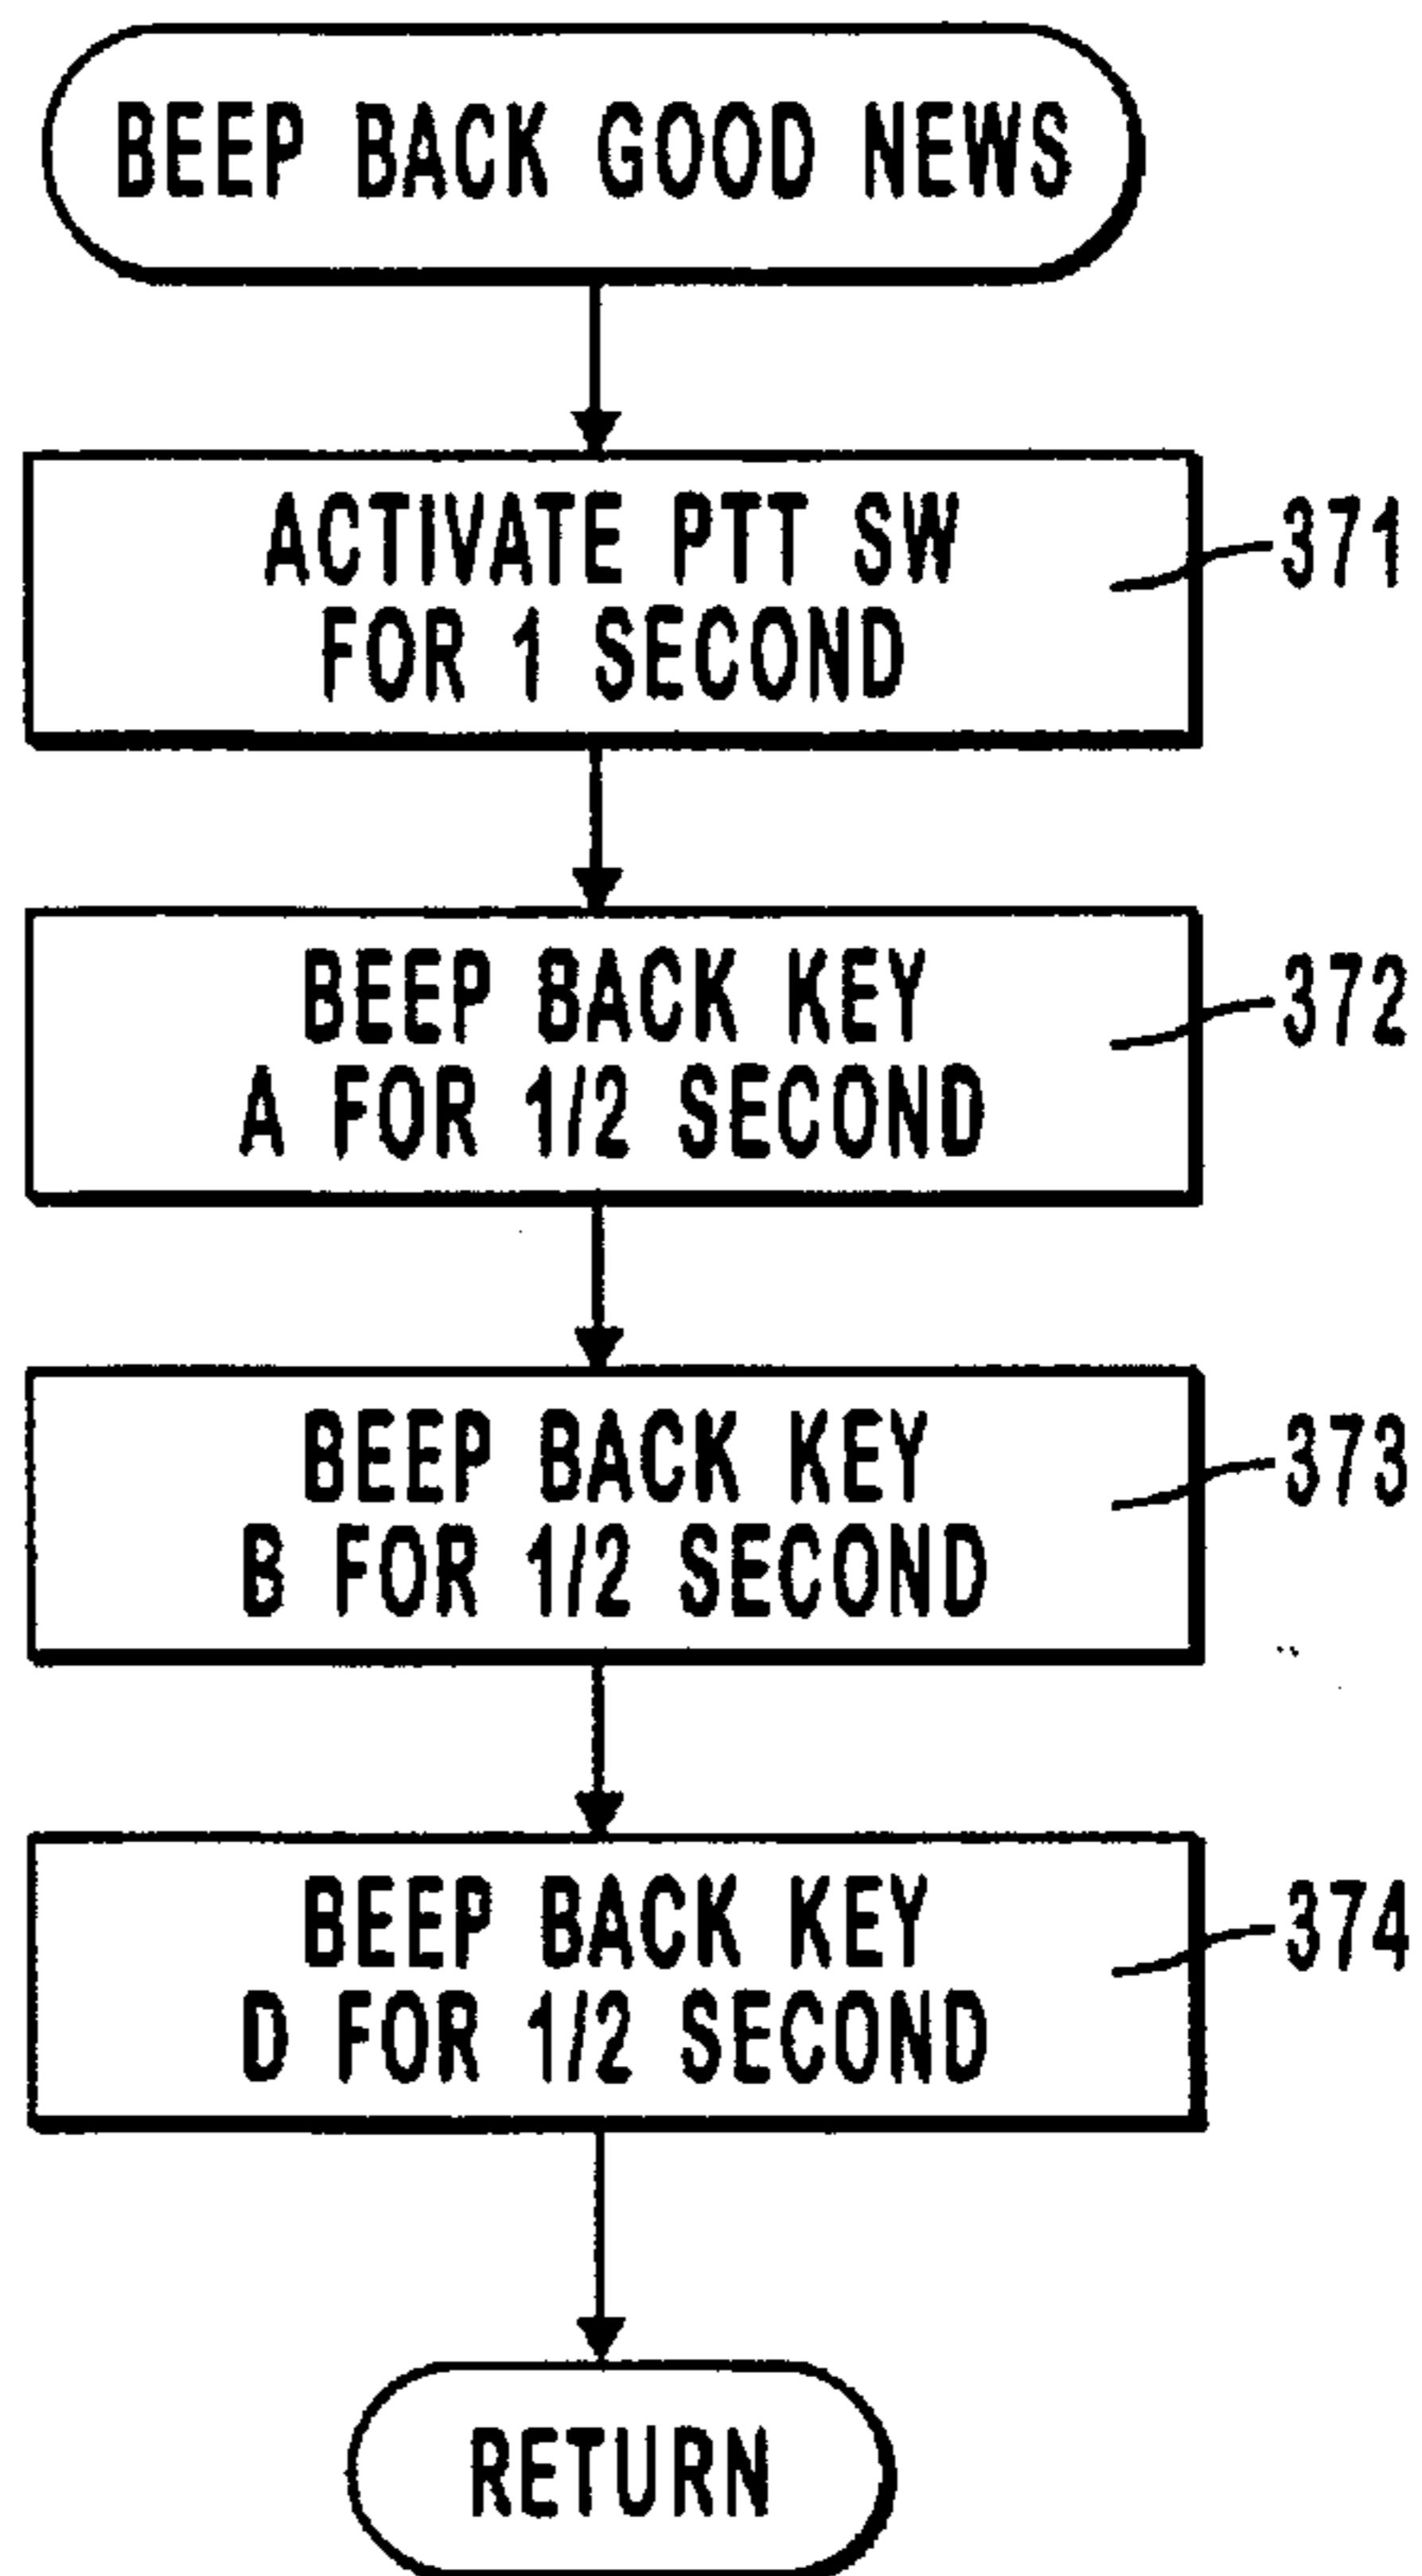 BEEP BACK GOOD NEWS
ACTIVATE PTT SW
FOR 1 SECOND
371
BEEP BACK KEY
A FOR 1/2 SECOND
372
BEEP BACK KEY
B FOR 1/2 SECOND
373
BEEP BACK KEY
D FOR 1/2 SECOND
374
RETURN